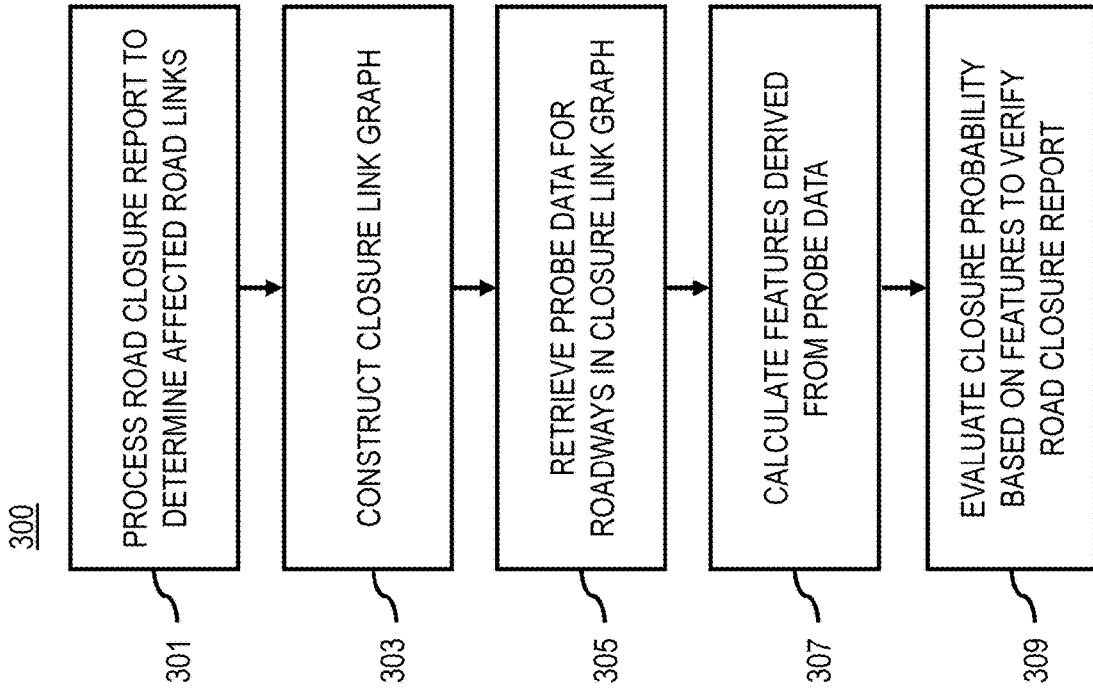 300
301
PROCESS ROAD CLOSURE REPORT TO
DETERMINE AFFECTED ROAD LINKS
303
CONSTRUCT CLOSURE LINK GRAPH
305
RETRIEVE PROBE DATA FOR
ROADWAYS IN CLOSURE LINK GRAPH
307
CALCULATE FEATURES DERIVED
FROM PROBE DATA
309
EVALUATE CLOSURE PROBABILITY
BASED ON FEATURES TO VERIFY
ROAD CLOSURE REPORT